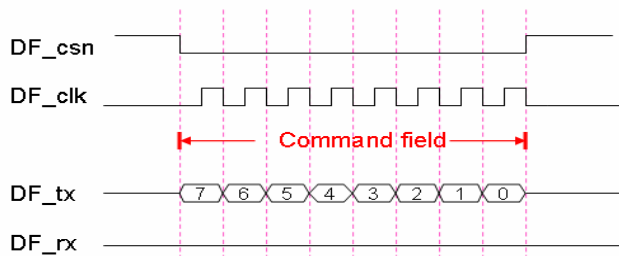 DF_csn
DF_clk
Command field
DF_tx 7 6 5 4 3 2 1 0
DF_rx